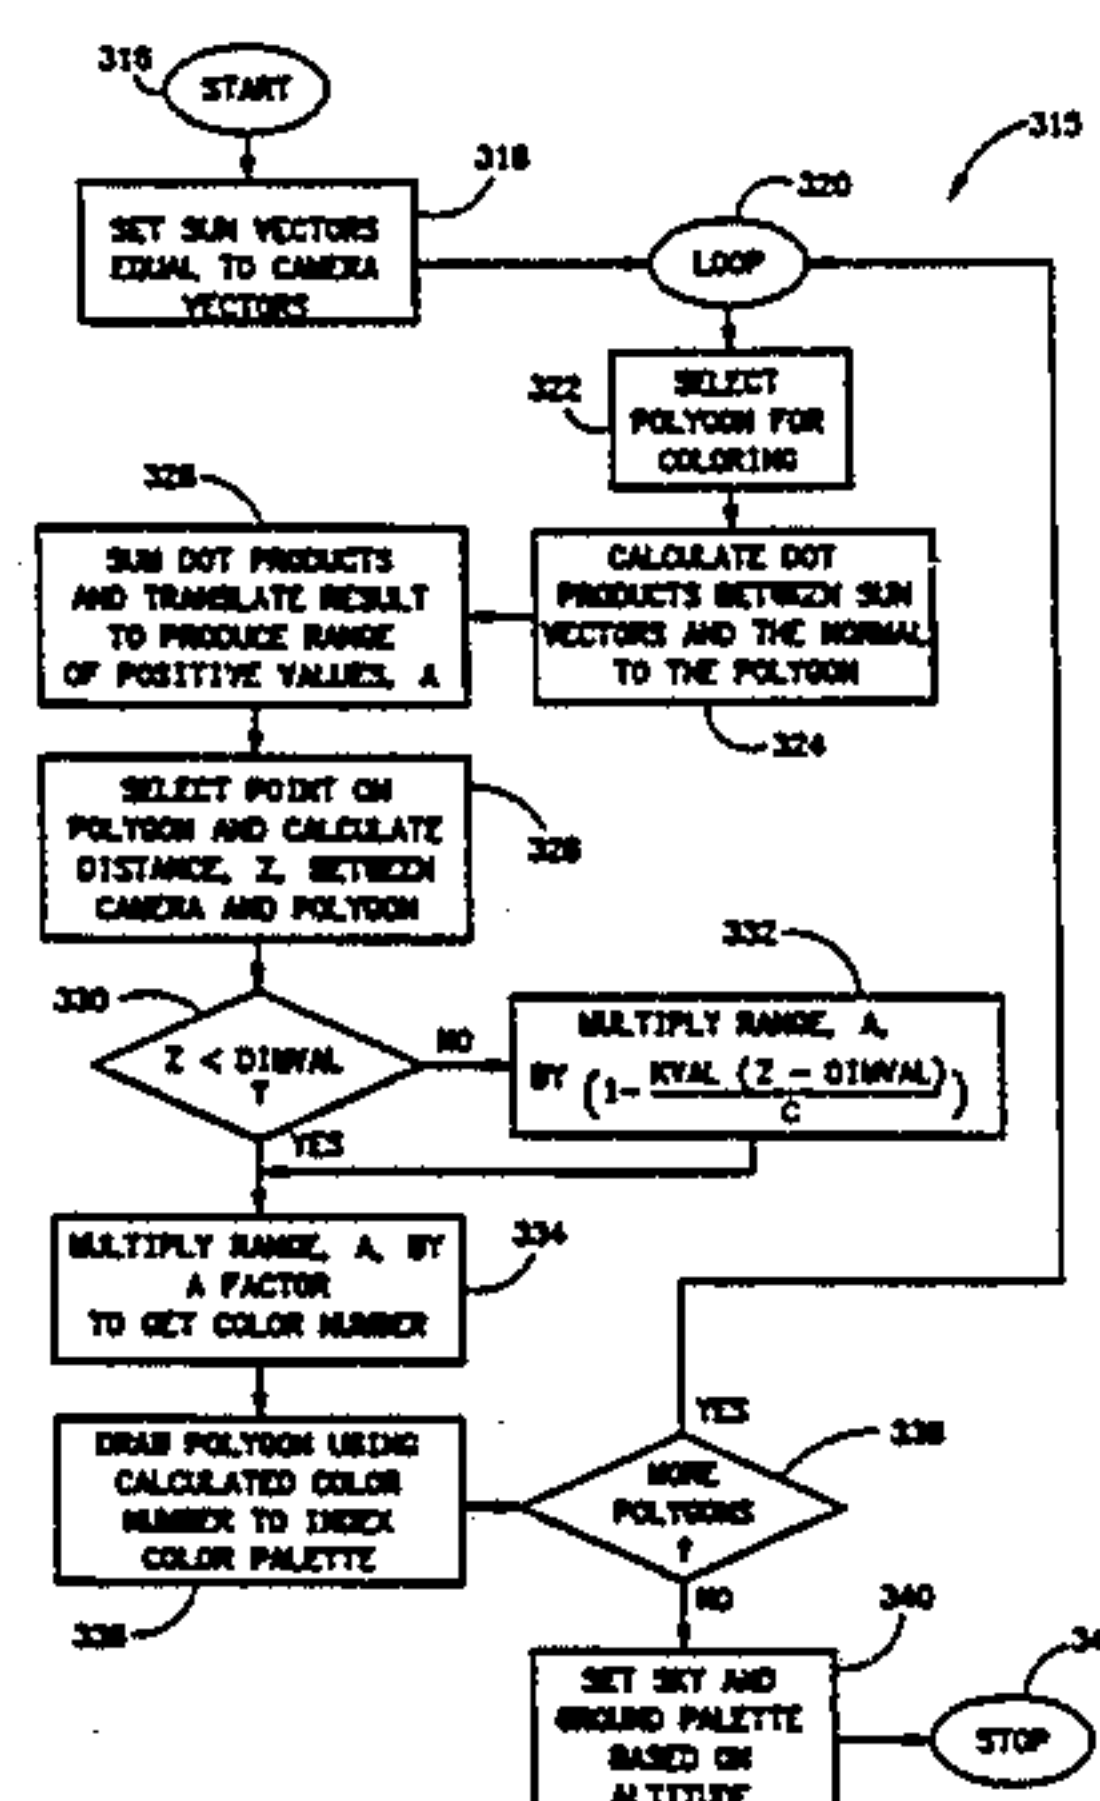 316
START
315
318
SET SUN VECTORS
EQUAL TO CAMERA
VECTORS
320
LOOP
322
SELECT
POLYGON FOR
COLORING
CALCULATE DOT
PRODUCTS BETWEEN SUN
VECTORS AND THE NORMAL
TO THE POLYGON
324
SUM DOT PRODUCTS
AND TRANSLATE RESULT
TO PRODUCE RANGE
OF POSITIVE VALUES, A
SELECT POINT ON
POLYGON AND CALCULATE
DISTANCE, Z, BETWEEN
CAMERA AND POLYGON
330
Z < DIMVAL
?
NO
YES
332
MULTIPLY RANGE, A,
BY (1- KVAL (Z - DIMVAL) / C)
334
MULTIPLY RANGE, A, BY
A FACTOR
TO GET COLOR NUMBER
DRAW POLYGON USING
CALCULATED COLOR
NUMBER TO INDEX
COLOR PALETTE
YES
MORE
POLYGONS
?
NO
340
SET SKY AND
GROUND PALETTE
BASED ON
ALTITUDE
STOP